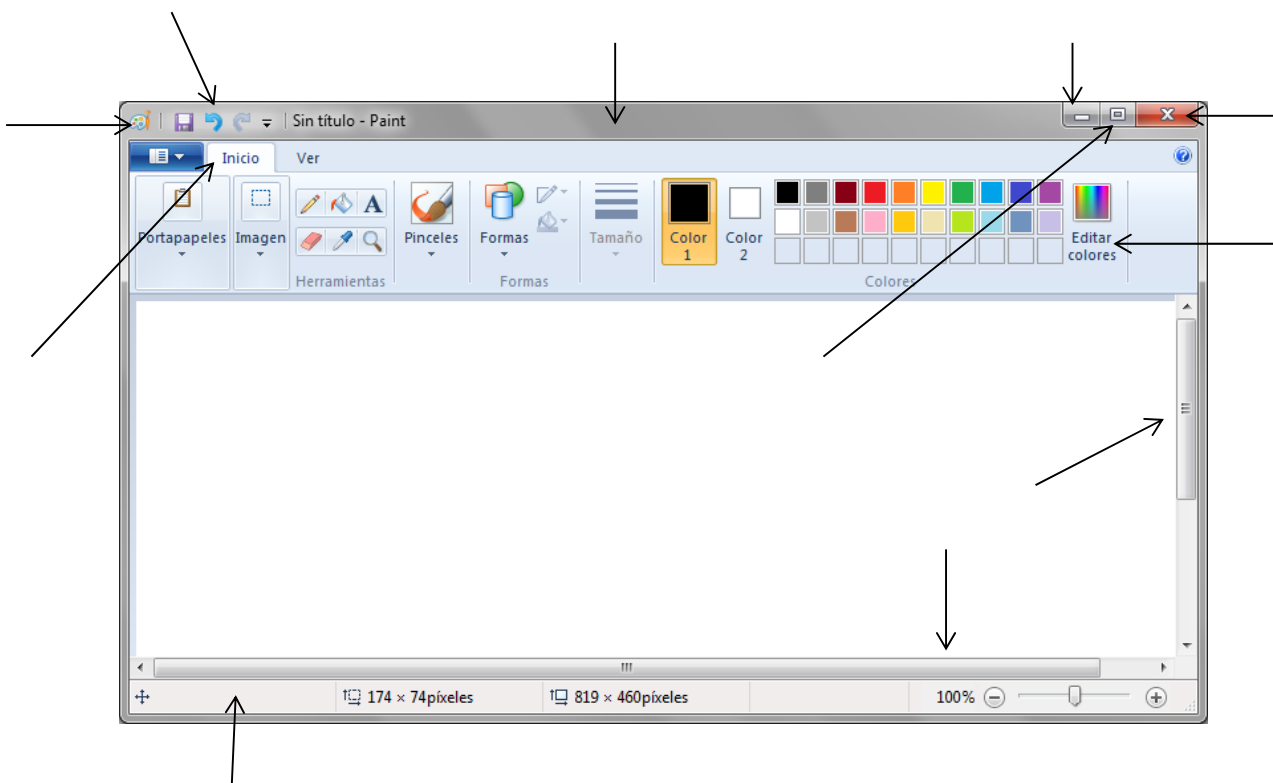 Sin título - Paint
Inicio Ver
Portapapeles Imagen A Pinceles Formas Tamaño Color 1 Color 2 Editar colores
Herramientas Formas Colores
174 × 74píxeles 819 × 460píxeles 100%